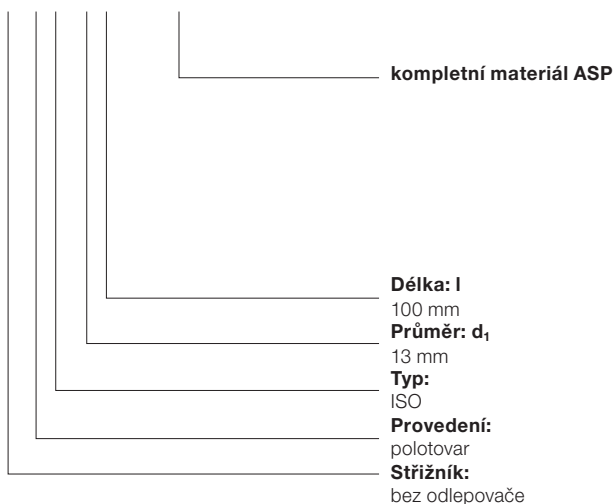 kompletní materiál ASP
Délka: l
100 mm
Průměr: d₁
13 mm
Typ:
ISO
Provedení:
polotovar
Střižník:
bez odlepovače